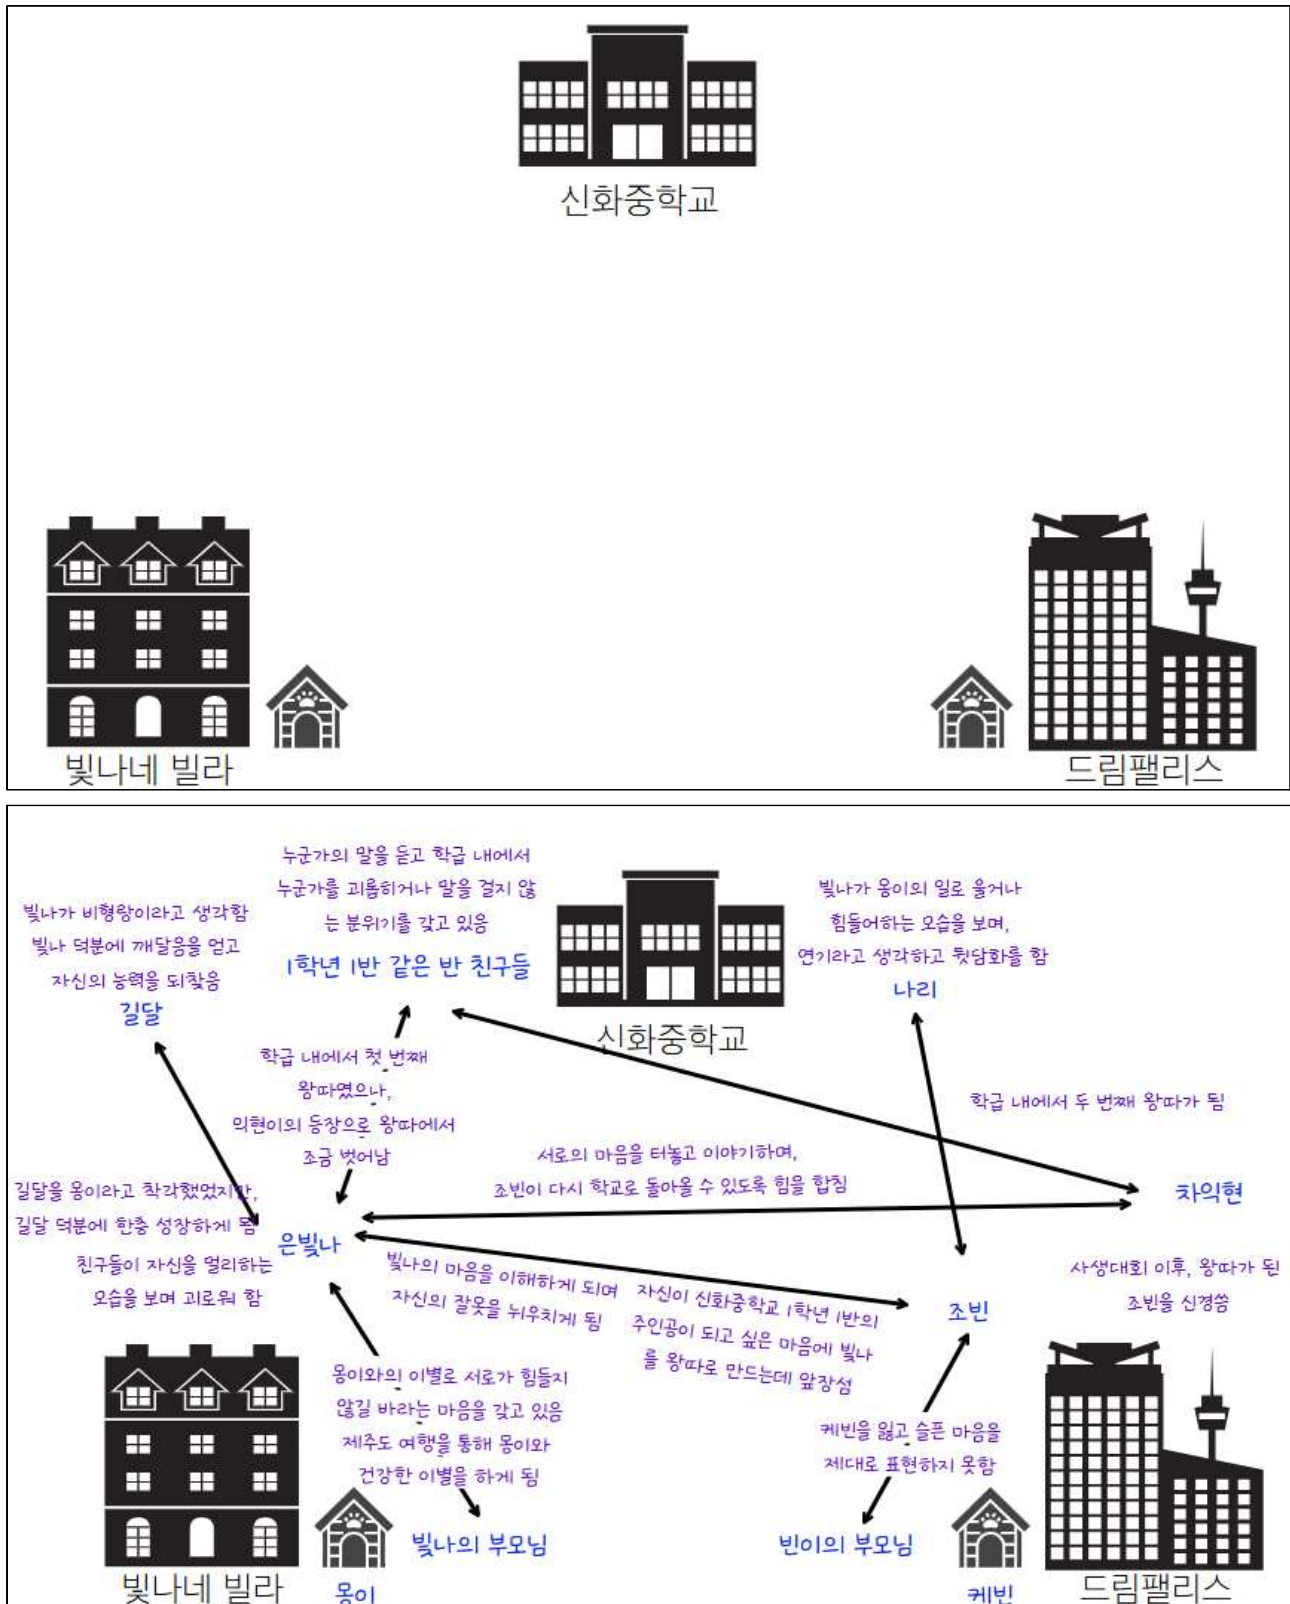 신화중학교
빛나네 빌라
드림팰리스
누군가의 말을 듣고 학급 내에서
누군가를 괴롭히거나 말을 걸지 않
는 분위기를 갖고 있음
1학년 1반 같은 반 친구들
빛나가 비형랑이라고 생각함
빛나 덕분에 깨달음을 얻고
자신의 능력을 되찾음
길달
신화중학교
빛나가 몽이의 일로 울거나
힘들어하는 모습을 보며,
연기라고 생각하고 뒷담화를 함
나리
학급 내에서 첫 번째
왕따였으나,
의현이의 등장으로 왕따에서
조금 벗어남
학급 내에서 두 번째 왕따가 됨
서로의 마음을 터놓고 이야기하며,
조빈이 다시 학교로 돌아올 수 있도록 힘을 합침
차익현
길달을 몽이라고 착각했었지만,
길달 덕분에 한층 성장하게 됨
은빛나
친구들이 자신을 멀리하는
모습을 보며 괴로워 함
빛나의 마음을 이해하게 되며
자신의 잘못을 뉘우치게 됨
자신이 신화중학교 1학년 1반의
주인공이 되고 싶은 마음에 빛나
를 왕따로 만드는데 앞장섬
조빈
사생대회 이후, 왕따가 된
조빈을 신경씀
몽이와의 이별로 서로가 힘들지
않길 바라는 마음을 갖고 있음
제주도 여행을 통해 몽이와
건강한 이별을 하게 됨
케빈을 잃고 슬픈 마음을
제대로 표현하지 못함
빛나네 빌라
몽이
빛나의 부모님
빈이의 부모님
케빈
드림팰리스